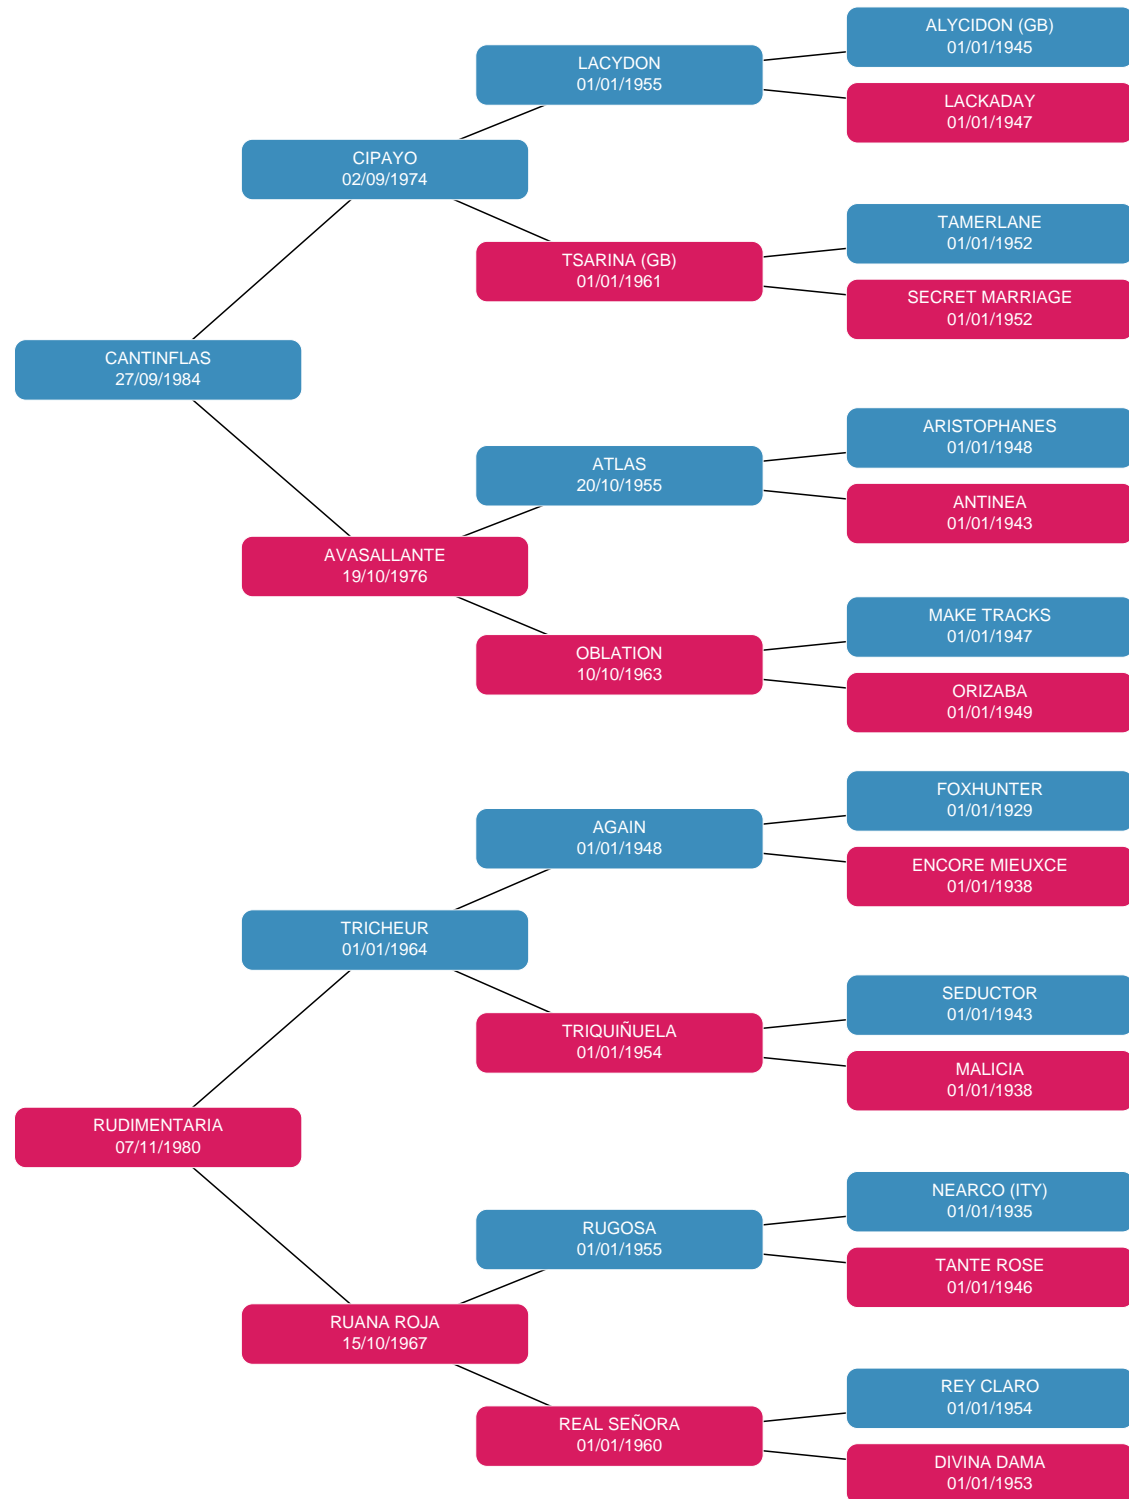 ALYCIDON (GB)
01/01/1945
LACYDON
01/01/1955
LACKADAY
01/01/1947
CIPAYO
02/09/1974
TAMERLANE
01/01/1952
TSARINA (GB)
01/01/1961
SECRET MARRIAGE
01/01/1952
CANTINFLAS
27/09/1984
ARISTOPHANES
01/01/1948
ATLAS
20/10/1955
ANTINEA
01/01/1943
AVASALLANTE
19/10/1976
MAKE TRACKS
01/01/1947
OBLATION
10/10/1963
ORIZABA
01/01/1949
FOXHUNTER
01/01/1929
AGAIN
01/01/1948
ENCORE MIEUXCE
01/01/1938
TRICHEUR
01/01/1964
SEDUCTOR
01/01/1943
TRIQUIÑUELA
01/01/1954
MALICIA
01/01/1938
RUDIMENTARIA
07/11/1980
NEARCO (ITY)
01/01/1935
RUGOSA
01/01/1955
TANTE ROSE
01/01/1946
RUANA ROJA
15/10/1967
REY CLARO
01/01/1954
REAL SEÑORA
01/01/1960
DIVINA DAMA
01/01/1953